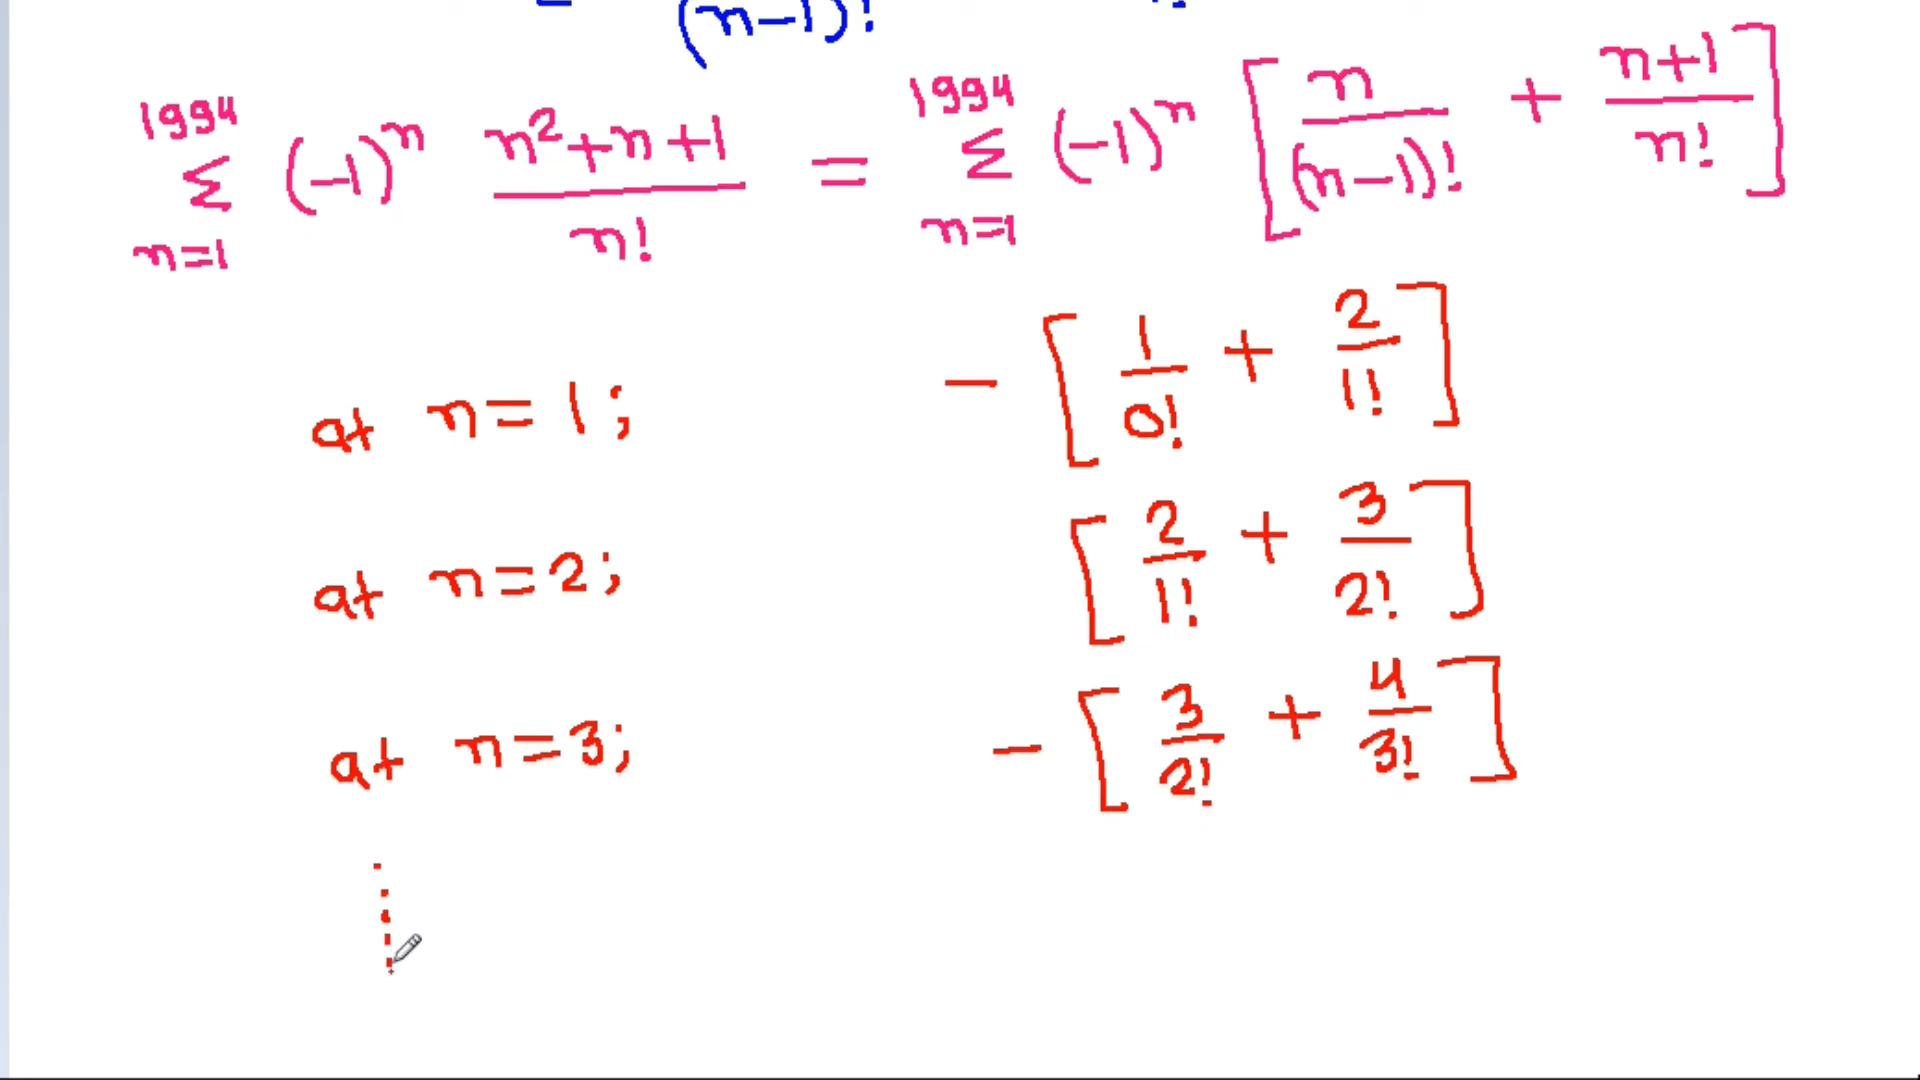 = (n-1)! !
1994 Σ n=1 (-1)^n (n²+n+1)/n! = 1994 Σ n=1 (-1)^n [ n/(n-1)! + (n+1)/n! ]
at n=1; - [ 1/0! + 2/1! ]
at n=2; [ 2/1! + 3/2! ]
at n=3; - [ 3/2! + 4/3! ]